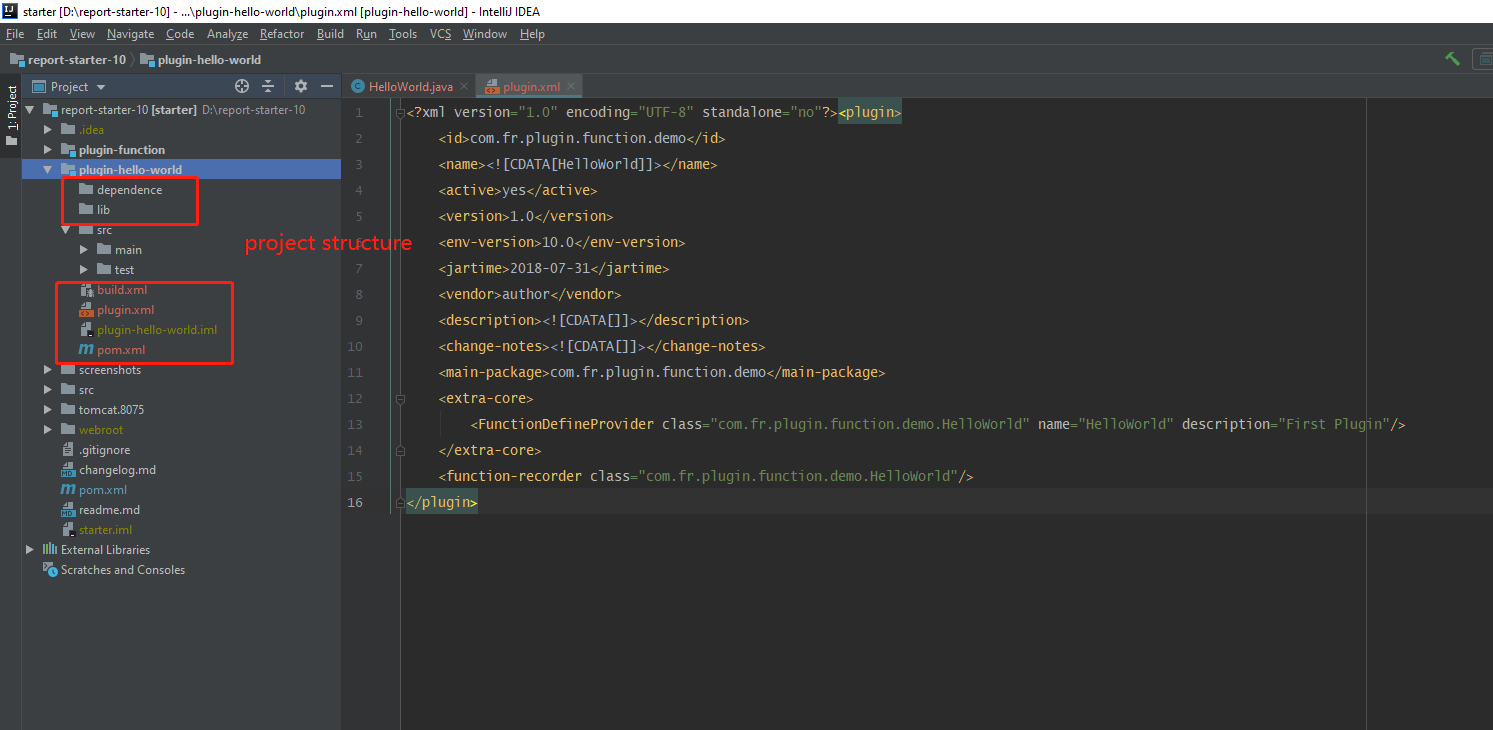 starter [D:\report-starter-10] - ...\plugin-hello-world\plugin.xml [plugin-hello-world] - IntelliJ IDEA
File Edit View Navigate Code Analyze Refactor Build Run Tools VCS Window Help
report-starter-10 plugin-hello-world
1: Project
Project
report-starter-10 [starter] D:\report-starter-10
.idea
plugin-function
plugin-hello-world
dependence
lib
src
main
test
build.xml
plugin.xml
plugin-hello-world.iml
pom.xml
screenshots
src
tomcat.8075
webroot
.gitignore
changelog.md
pom.xml
readme.md
starter.iml
External Libraries
Scratches and Consoles
project structure
HelloWorld.java plugin.xml
1 <?xml version="1.0" encoding="UTF-8" standalone="no"?><plugin>
2 <id>com.fr.plugin.function.demo</id>
3 <name><![CDATA[HelloWorld]]></name>
4 <active>yes</active>
5 <version>1.0</version>
<env-version>10.0</env-version>
7 <jartime>2018-07-31</jartime>
8 <vendor>author</vendor>
9 <description><![CDATA[]]></description>
10 <change-notes><![CDATA[]]></change-notes>
11 <main-package>com.fr.plugin.function.demo</main-package>
12 <extra-core>
13 <FunctionDefineProvider class="com.fr.plugin.function.demo.HelloWorld" name="HelloWorld" description="First Plugin"/>
14 </extra-core>
15 <function-recorder class="com.fr.plugin.function.demo.HelloWorld"/>
16 </plugin>